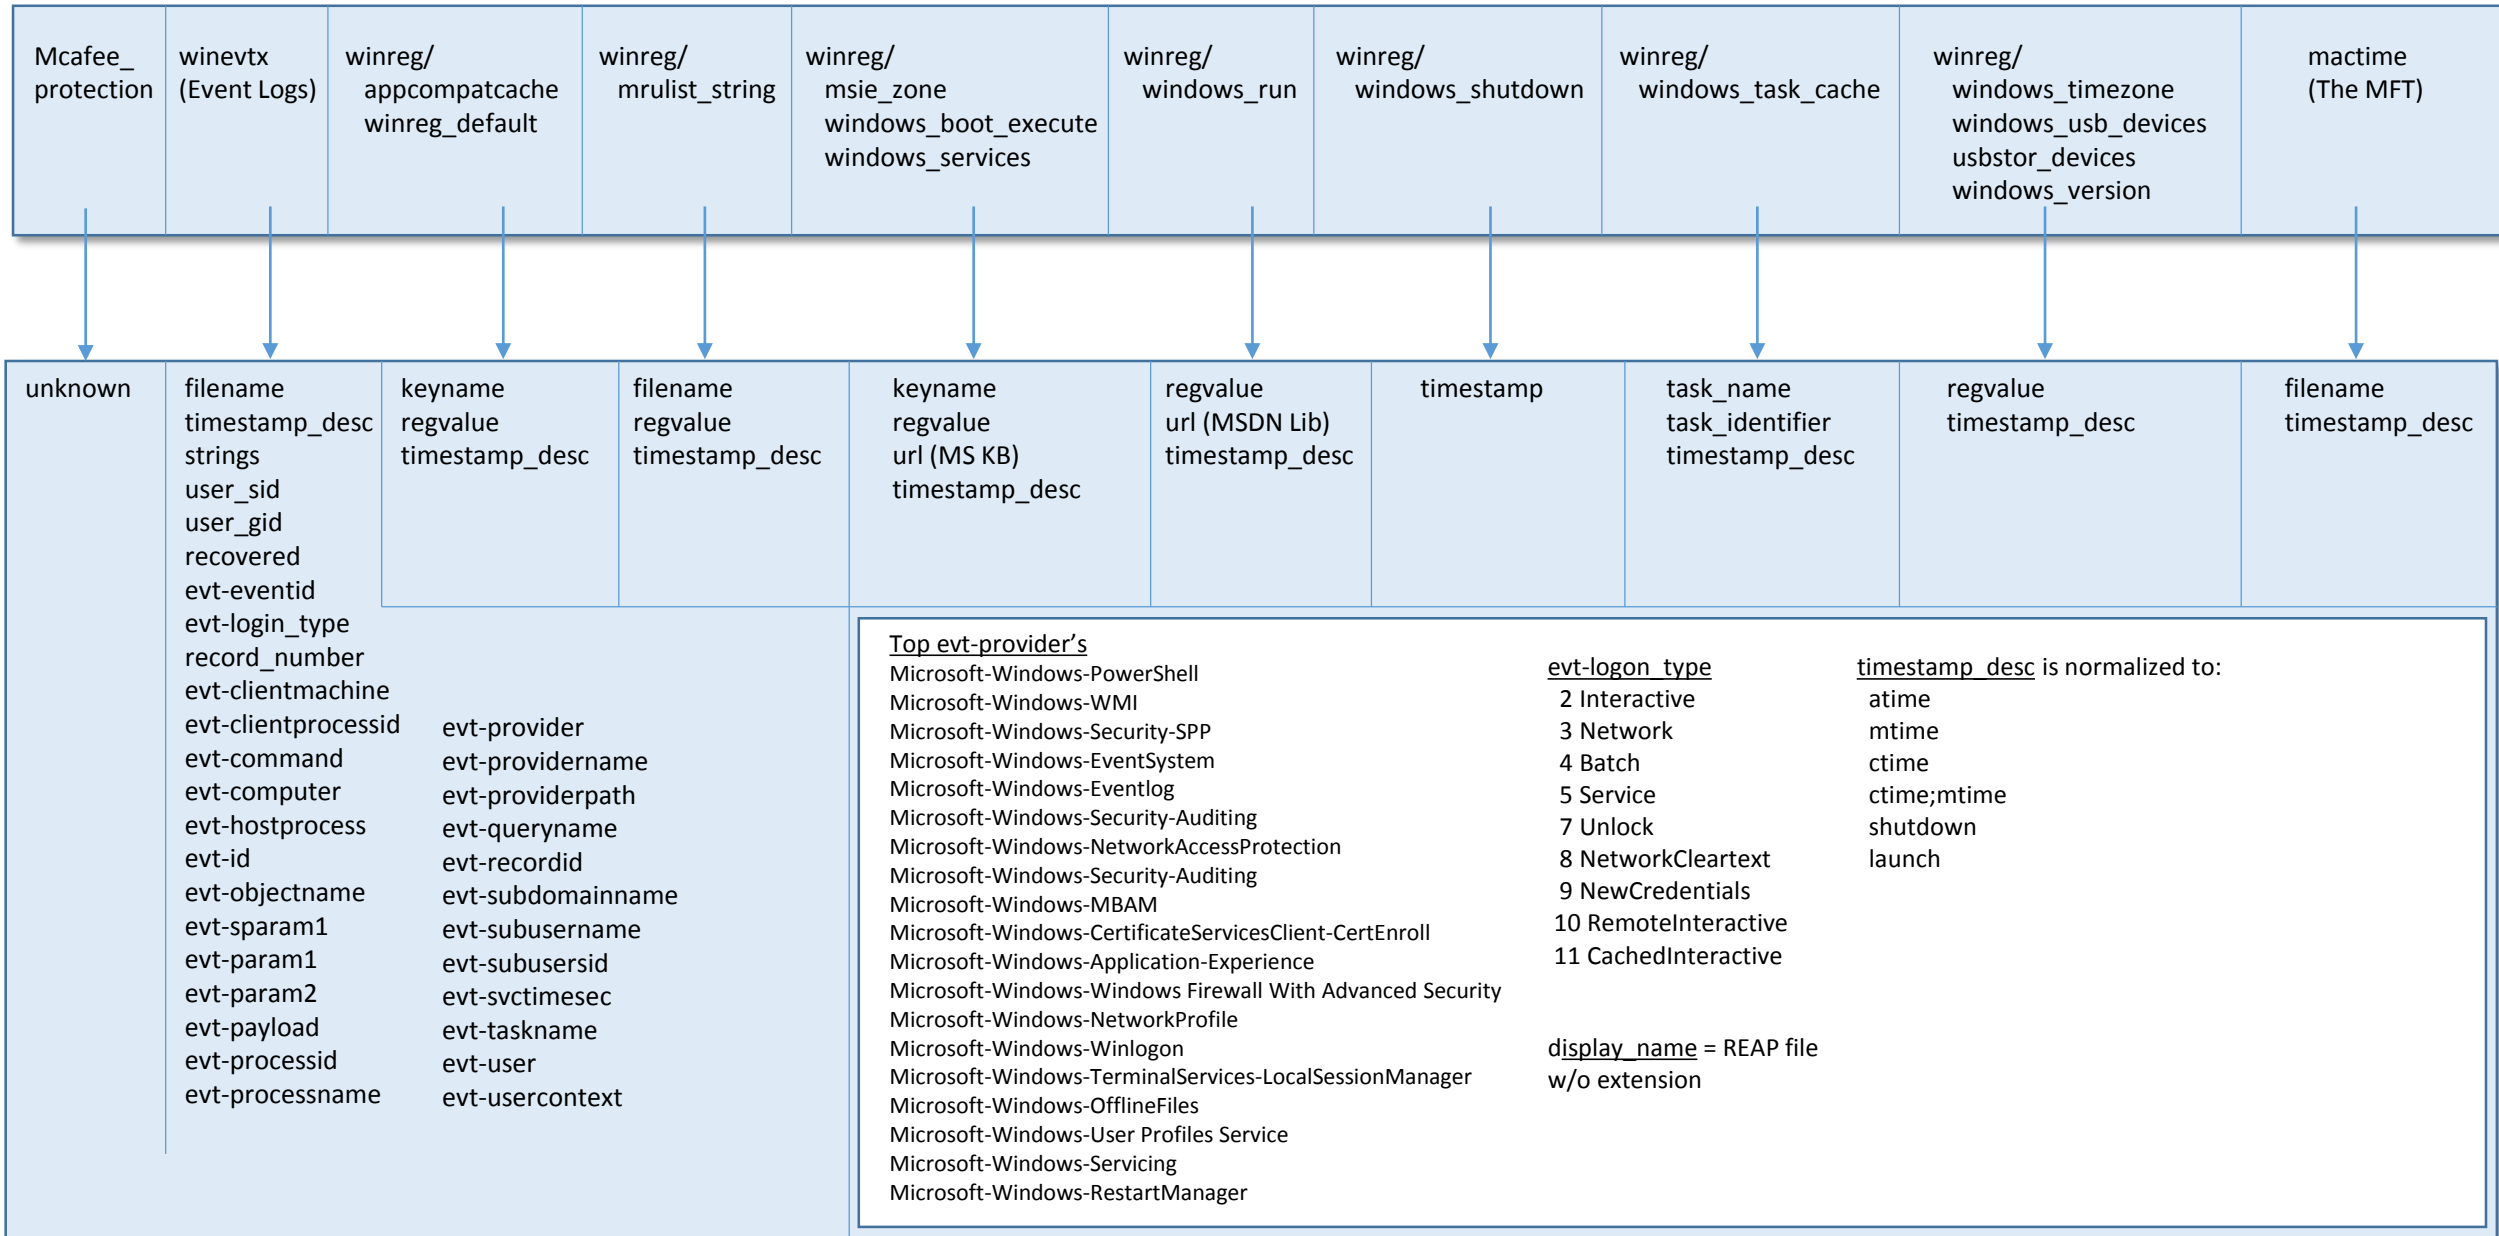 Mcafee_
protection
winevtx
(Event Logs)
winreg/
appcompatcache
winreg_default
winreg/
mrulist_string
winreg/
msie_zone
windows_boot_execute
windows_services
winreg/
windows_run
winreg/
windows_shutdown
winreg/
windows_task_cache
winreg/
windows_timezone
windows_usb_devices
usbstor_devices
windows_version
mactime
(The MFT)
unknown
filename
timestamp_desc
strings
user_sid
user_gid
recovered
evt-eventid
evt-login_type
record_number
evt-clientmachine
evt-clientprocessid
evt-command
evt-computer
evt-hostprocess
evt-id
evt-objectname
evt-sparam1
evt-param1
evt-param2
evt-payload
evt-processid
evt-processname
evt-provider
evt-providername
evt-providerpath
evt-queryname
evt-recordid
evt-subdomainname
evt-subusername
evt-subusersid
evt-svctimesec
evt-taskname
evt-user
evt-usercontext
keyname
regvalue
timestamp_desc
filename
regvalue
timestamp_desc
keyname
regvalue
url (MS KB)
timestamp_desc
regvalue
url (MSDN Lib)
timestamp_desc
timestamp
task_name
task_identifier
timestamp_desc
regvalue
timestamp_desc
filename
timestamp_desc
Top evt-provider’s
Microsoft-Windows-PowerShell
Microsoft-Windows-WMI
Microsoft-Windows-Security-SPP
Microsoft-Windows-EventSystem
Microsoft-Windows-Eventlog
Microsoft-Windows-Security-Auditing
Microsoft-Windows-NetworkAccessProtection
Microsoft-Windows-Security-Auditing
Microsoft-Windows-MBAM
Microsoft-Windows-CertificateServicesClient-CertEnroll
Microsoft-Windows-Application-Experience
Microsoft-Windows-Windows Firewall With Advanced Security
Microsoft-Windows-NetworkProfile
Microsoft-Windows-Winlogon
Microsoft-Windows-TerminalServices-LocalSessionManager
Microsoft-Windows-OfflineFiles
Microsoft-Windows-User Profiles Service
Microsoft-Windows-Servicing
Microsoft-Windows-RestartManager
evt-logon_type
2 Interactive
3 Network
4 Batch
5 Service
7 Unlock
8 NetworkCleartext
9 NewCredentials
10 RemoteInteractive
11 CachedInteractive
display_name = REAP file
w/o extension
timestamp_desc is normalized to:
atime
mtime
ctime
ctime;mtime
shutdown
launch